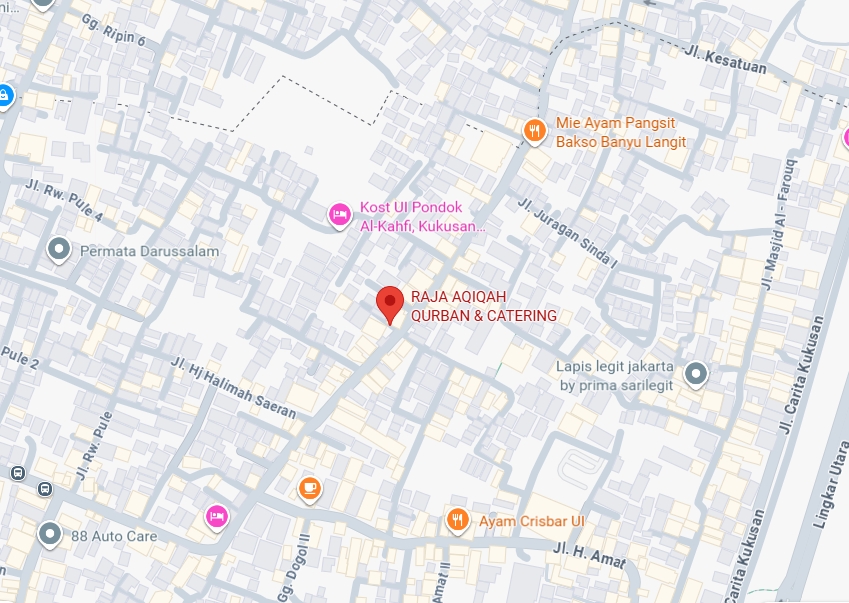 Gg. Ripin 6
Jl. Kesatuan
Mie Ayam Pangsit
Bakso Banyu Langit
Jl. Rw. Pule 4
Kost UI Pondok
Al-Kahfi, Kukusan...
Jl. Juragan Sinda I
Jl. Masjid Al - Farouq
Permata Darussalam
RAJA AQIQAH
QURBAN & CATERING
Pule 2
Jl. Hj Halimah Saeran
Lapis legit jakarta
by prima sarilegit
Jl. Carita Kukusan
Jl. Rw. Pule
Lingkar Utara
Ayam Crisbar UI
88 Auto Care
Jl. H. Amat
Gg. Dogol II
Amat II
Carita Kukusan